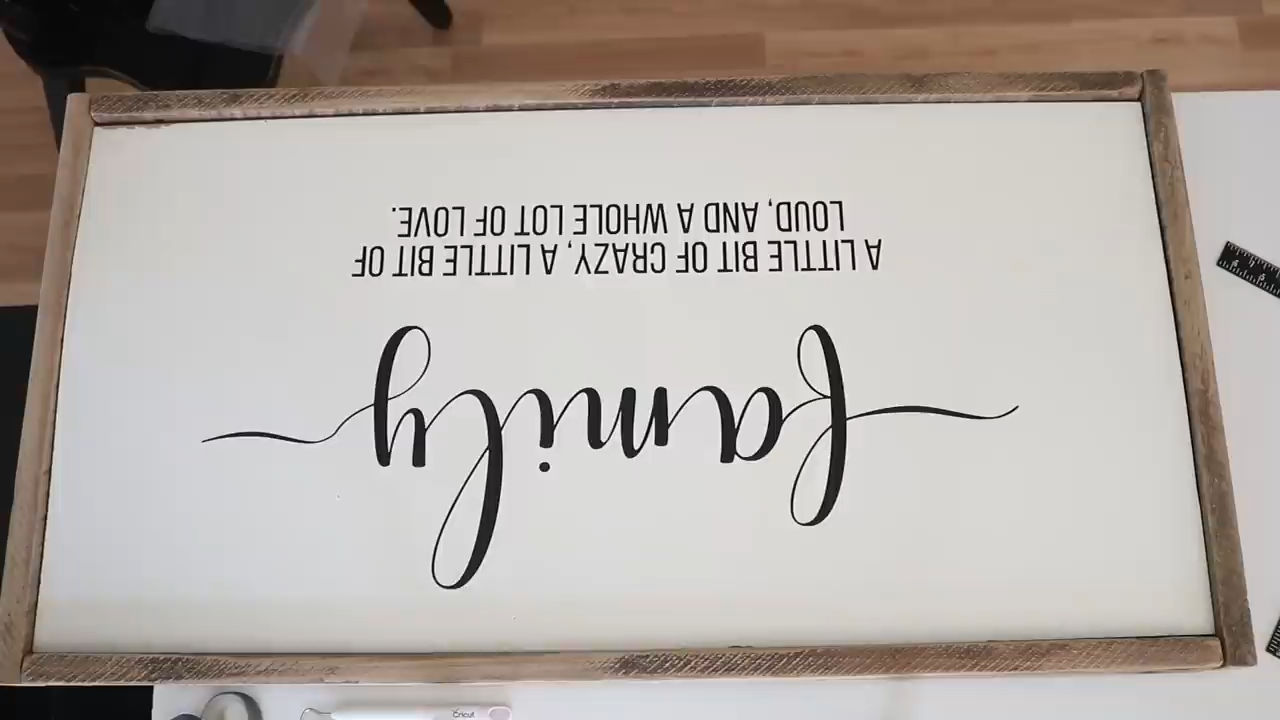 family
A LITTLE BIT OF CRAZY, A LITTLE BIT OF
LOUD, AND A WHOLE LOT OF LOVE.
Cricut